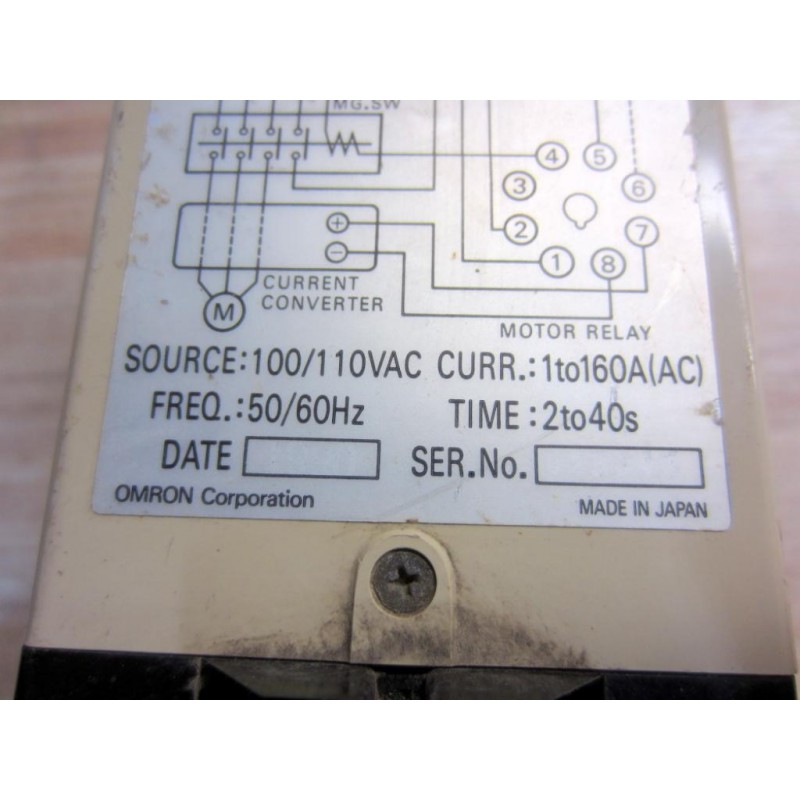 MG.SW
4 5
3 6
+ 2 7
− 1 8
CURRENT
M CONVERTER
MOTOR RELAY
SOURCE:100/110VAC CURR.:1to160A(AC)
FREQ.:50/60Hz TIME:2to40s
DATE SER.No.
OMRON Corporation MADE IN JAPAN